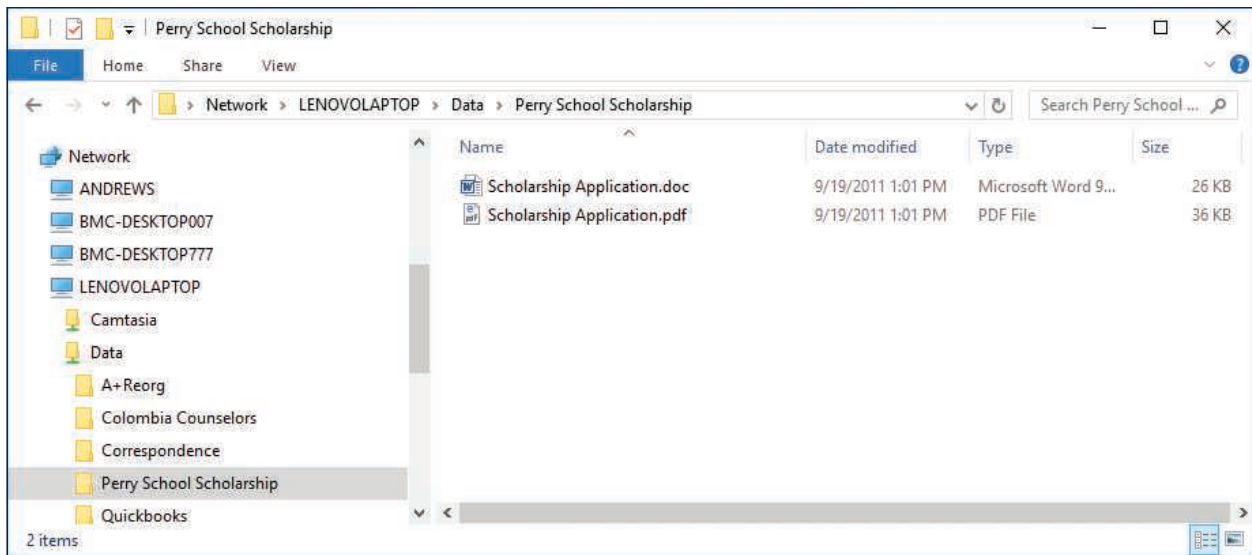 Perry School Scholarship
File Home Share View
Network > LENOVOLAPTOP > Data > Perry School Scholarship
Search Perry School ...
Network
ANDREWS
BMC-DESKTOP007
BMC-DESKTOP777
LENOVOLAPTOP
Camtasia
Data
A+Reorg
Colombia Counselors
Correspondence
Perry School Scholarship
Quickbooks
Name Date modified Type Size
Scholarship Application.doc 9/19/2011 1:01 PM Microsoft Word 9... 26 KB
Scholarship Application.pdf 9/19/2011 1:01 PM PDF File 36 KB
2 items